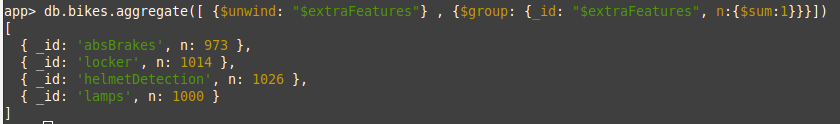 app> db.bikes.aggregate([ {$unwind: "$extraFeatures"} , {$group: {_id: "$extraFeatures", n:{$sum:1}}}])
[
  { _id: 'absBrakes', n: 973 },
  { _id: 'locker', n: 1014 },
  { _id: 'helmetDetection', n: 1026 },
  { _id: 'lamps', n: 1000 }
]